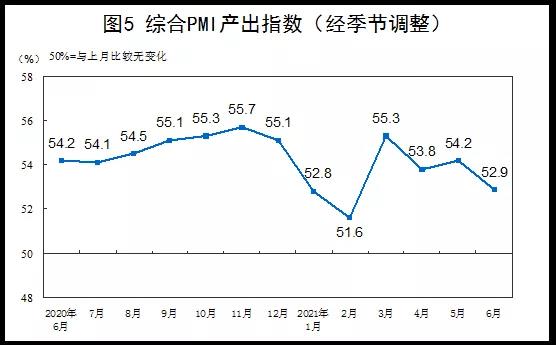 图5 综合PMI产出指数（经季节调整）
（%） 50%=与上月比较无变化
58
56
54
52
50
48
54.2
54.1
54.5
55.1
55.3
55.7
55.1
52.8
51.6
55.3
53.8
54.2
52.9
2020年
6月
7月
8月
9月
10月
11月
12月
2021年
1月
2月
3月
4月
5月
6月